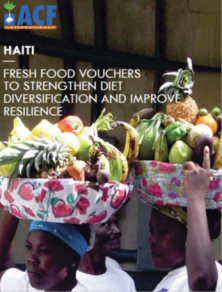 ACF
INTERNATIONAL
HAITI
FRESH FOOD VOUCHERS
TO STRENGTHEN DIET
DIVERSIFICATION AND IMPROVE
RESILIENCE